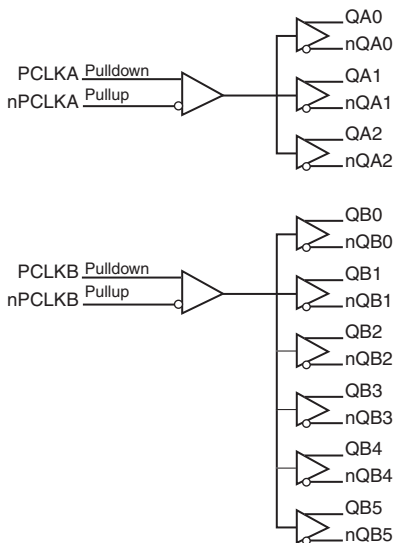 QA0
nQA0
PCLKA Pulldown
nPCLKA Pullup
QA1
nQA1
QA2
nQA2
QB0
nQB0
PCLKB Pulldown
nPCLKB Pullup
QB1
nQB1
QB2
nQB2
QB3
nQB3
QB4
nQB4
QB5
nQB5